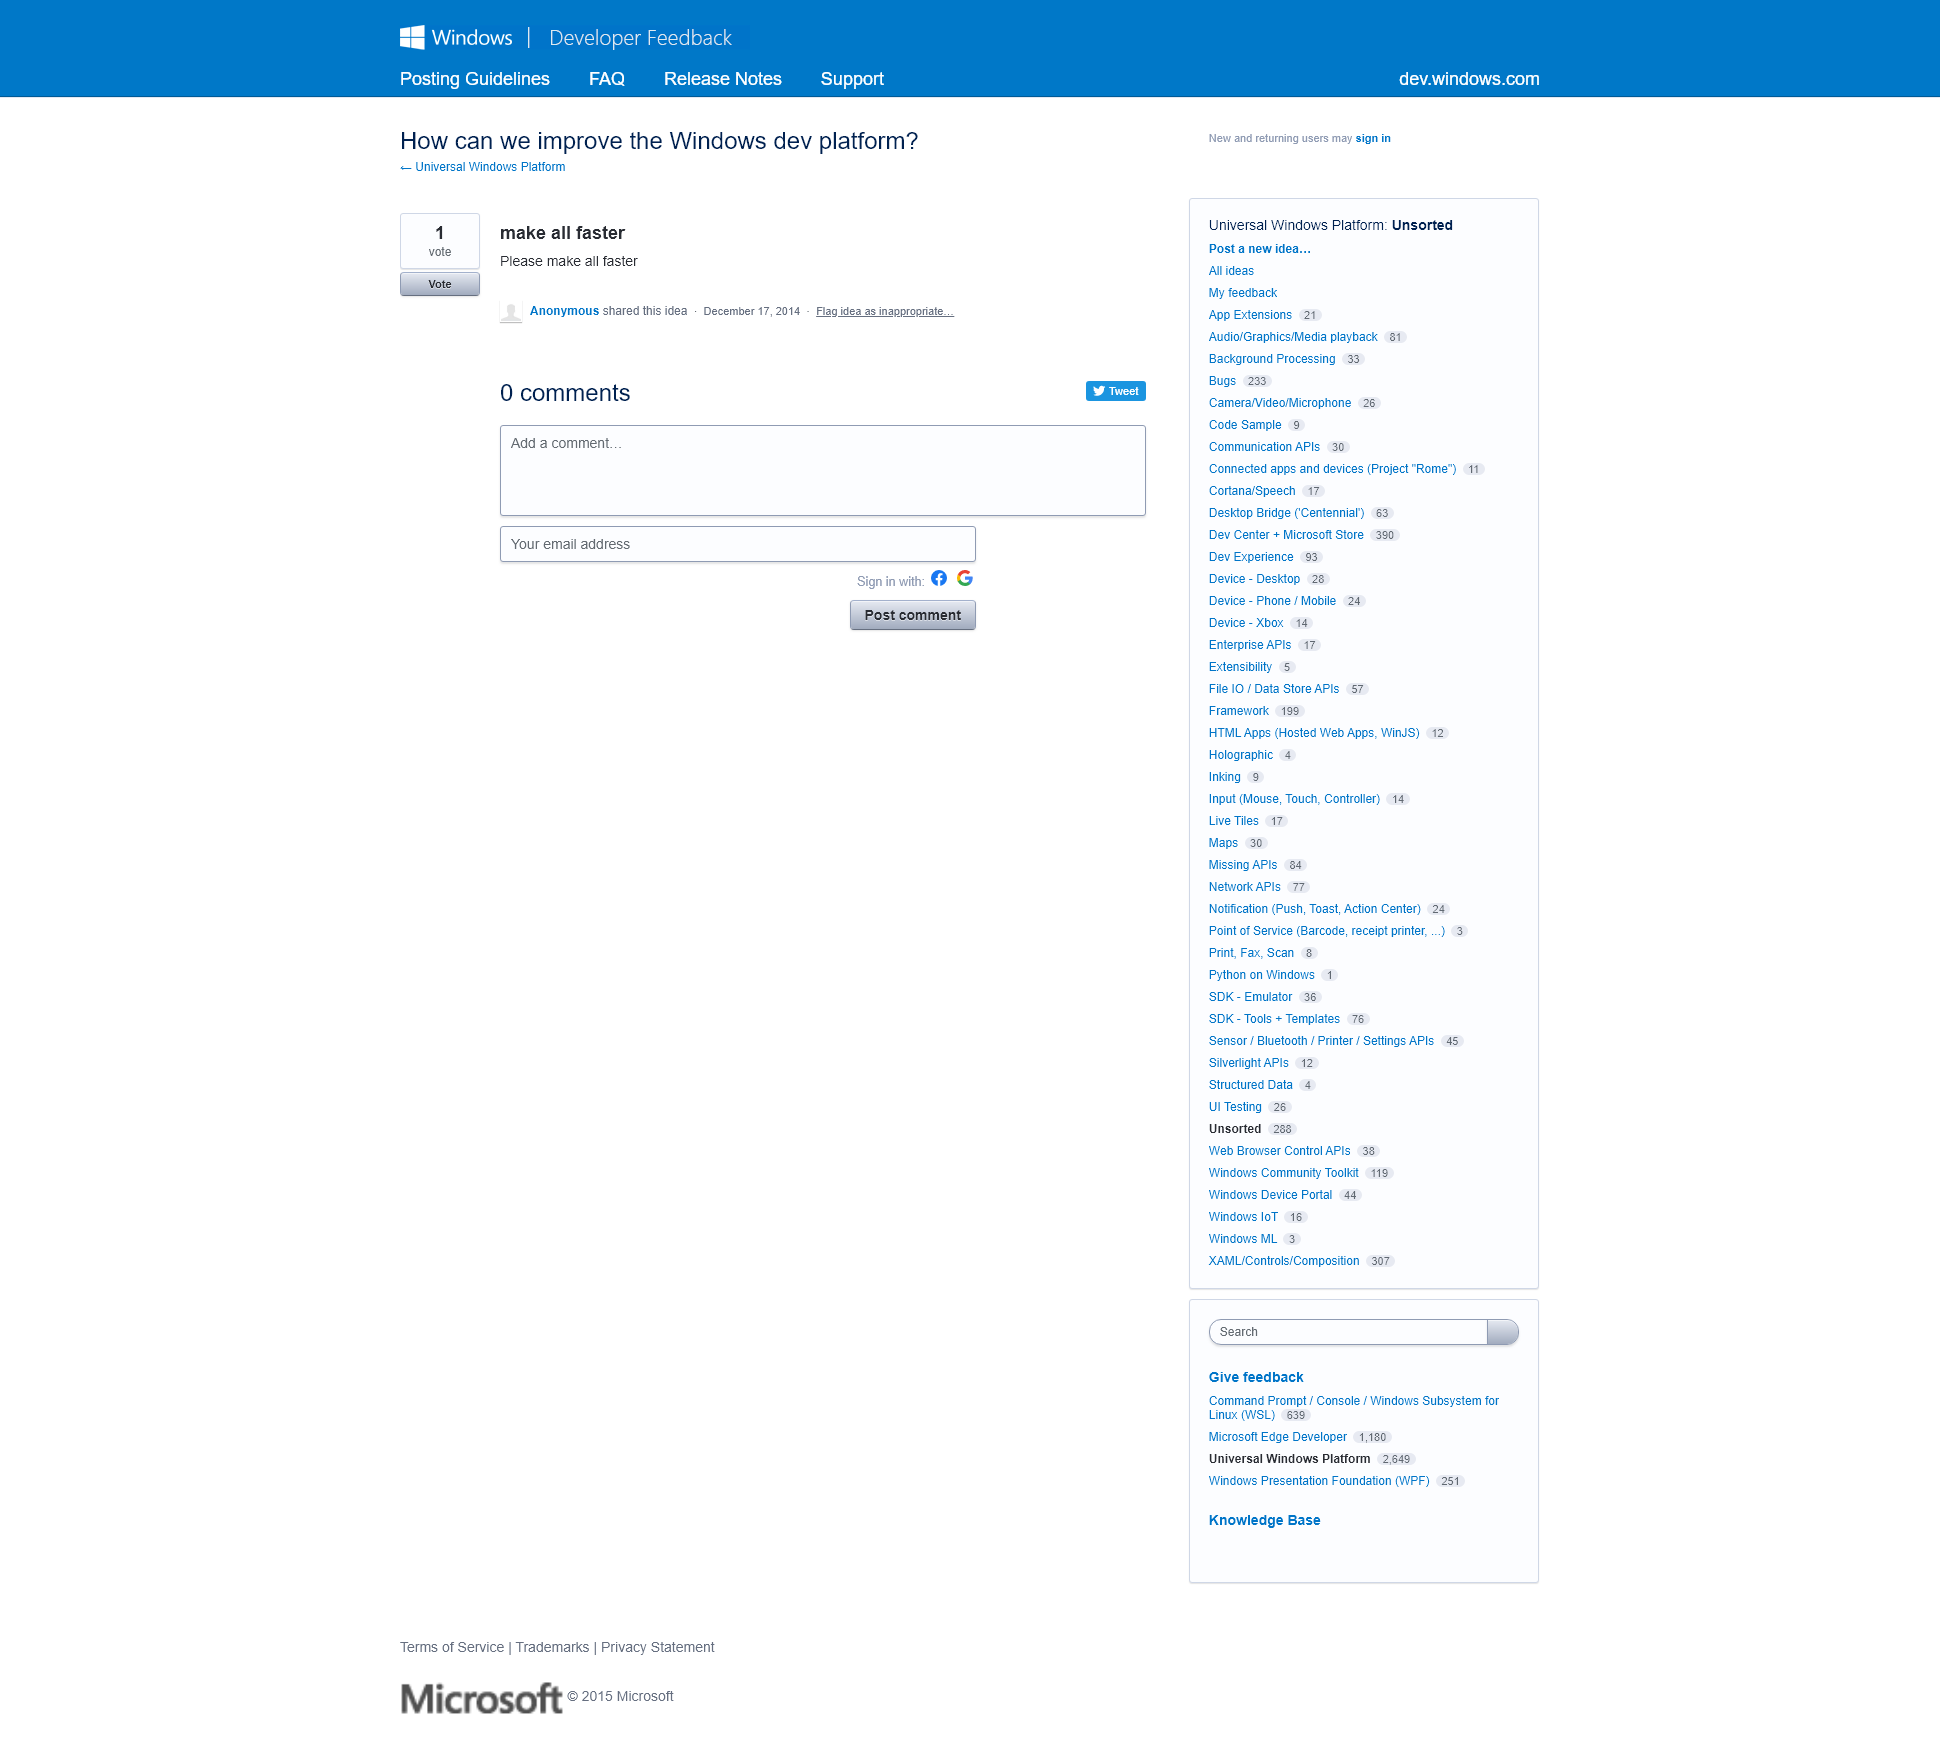 Windows | Developer Feedback
Posting Guidelines FAQ Release Notes Support dev.windows.com
How can we improve the Windows dev platform?
← Universal Windows Platform
New and returning users may sign in
1
vote
Vote
make all faster
Please make all faster
Anonymous shared this idea · December 17, 2014 · Flag idea as inappropriate…
0 comments
Tweet
Add a comment…
Your email address
Sign in with:
Post comment
Universal Windows Platform: Unsorted
Post a new idea…
All ideas
My feedback
App Extensions 21
Audio/Graphics/Media playback 81
Background Processing 33
Bugs 233
Camera/Video/Microphone 26
Code Sample 9
Communication APIs 30
Connected apps and devices (Project "Rome") 11
Cortana/Speech 17
Desktop Bridge ('Centennial') 63
Dev Center + Microsoft Store 390
Dev Experience 93
Device - Desktop 28
Device - Phone / Mobile 24
Device - Xbox 14
Enterprise APIs 17
Extensibility 5
File IO / Data Store APIs 57
Framework 199
HTML Apps (Hosted Web Apps, WinJS) 12
Holographic 4
Inking 9
Input (Mouse, Touch, Controller) 14
Live Tiles 17
Maps 30
Missing APIs 84
Network APIs 77
Notification (Push, Toast, Action Center) 24
Point of Service (Barcode, receipt printer, ...) 3
Print, Fax, Scan 8
Python on Windows 1
SDK - Emulator 36
SDK - Tools + Templates 76
Sensor / Bluetooth / Printer / Settings APIs 45
Silverlight APIs 12
Structured Data 4
UI Testing 26
Unsorted 288
Web Browser Control APIs 38
Windows Community Toolkit 119
Windows Device Portal 44
Windows IoT 16
Windows ML 3
XAML/Controls/Composition 307
Search
Give feedback
Command Prompt / Console / Windows Subsystem for
Linux (WSL) 639
Microsoft Edge Developer 1,180
Universal Windows Platform 2,649
Windows Presentation Foundation (WPF) 251
Knowledge Base
Terms of Service | Trademarks | Privacy Statement
Microsoft © 2015 Microsoft